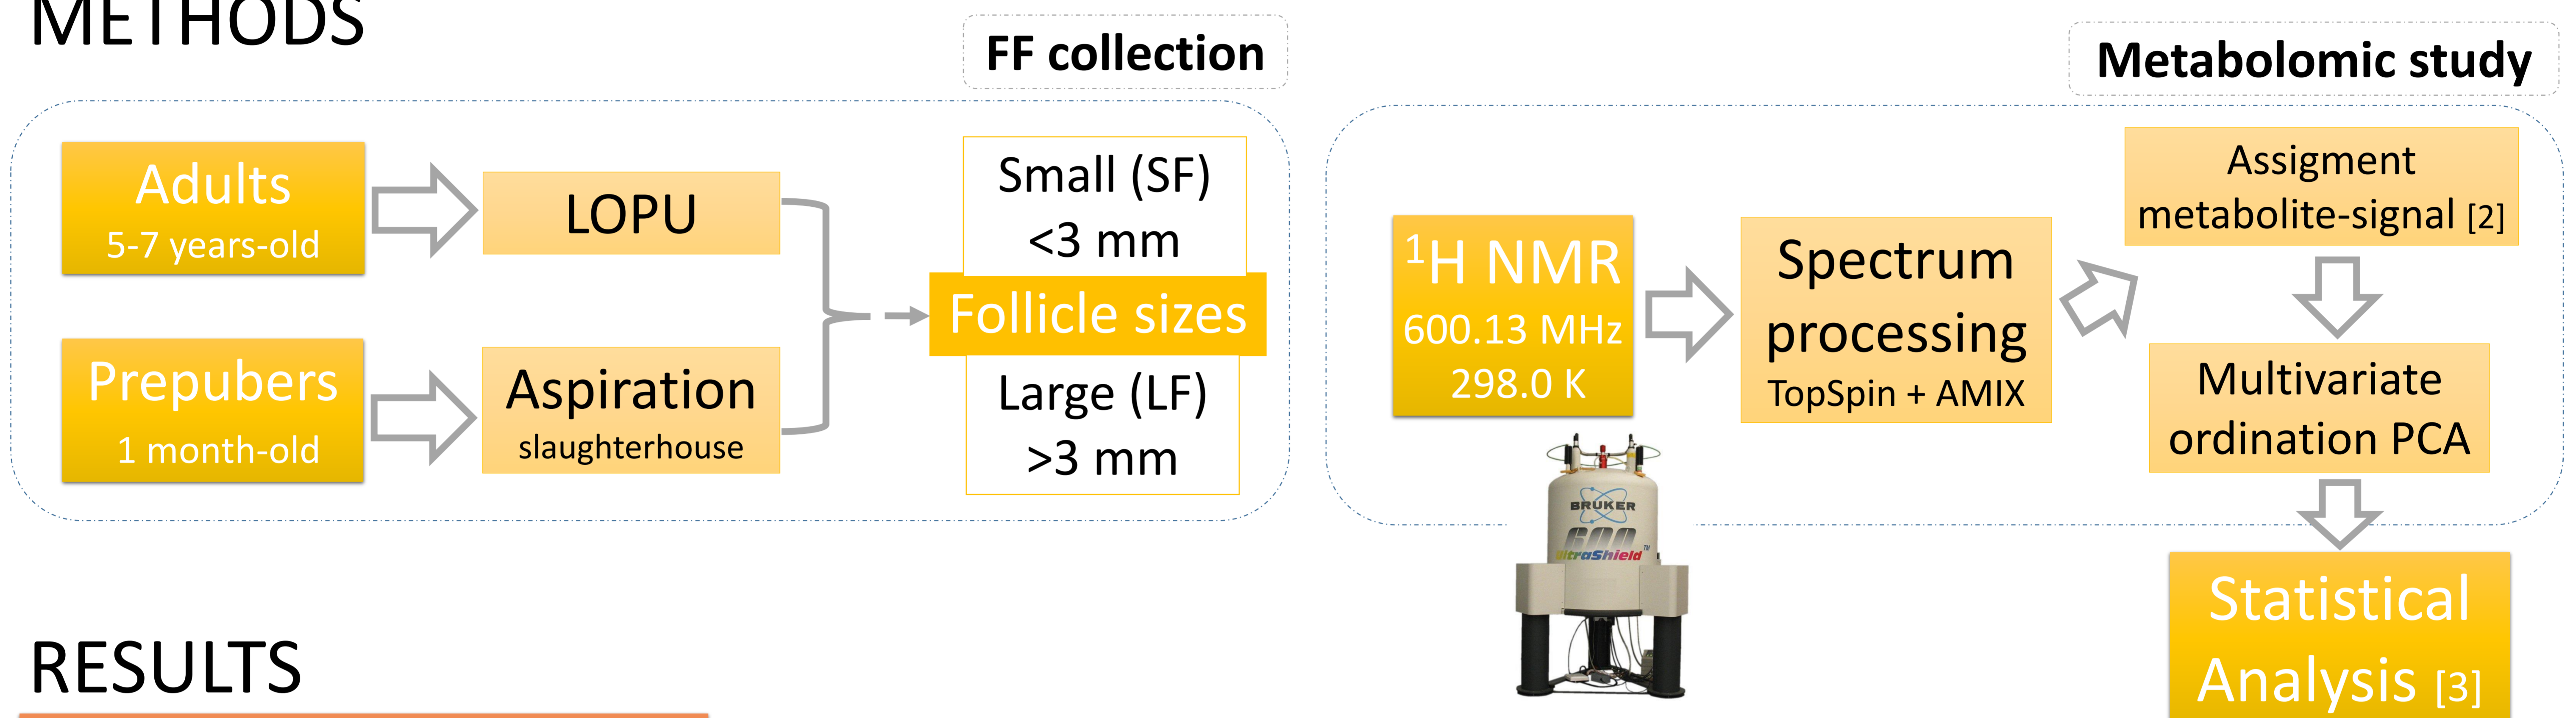 METHODS
FF collection
Adults
5-7 years-old
LOPU
Prepubers
1 month-old
Aspiration
slaughterhouse
Small (SF)
<3 mm
Follicle sizes
Large (LF)
>3 mm
Metabolomic study
¹H NMR
600.13 MHz
298.0 K
Spectrum
processing
TopSpin + AMIX
Assigment
metabolite-signal [2]
Multivariate
ordination PCA
Statistical
Analysis [3]
BRUKER
600
UltraShield™
RESULTS